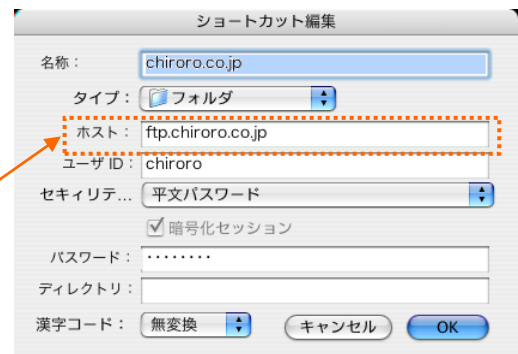 ショートカット編集
名称： chiroro.co.jp
タイプ： フォルダ
ホスト： ftp.chiroro.co.jp
ユーザ ID： chiroro
セキュリテ... 平文パスワード
暗号化セッション
パスワード： ········
ディレクトリ：
漢字コード： 無変換 キャンセル OK